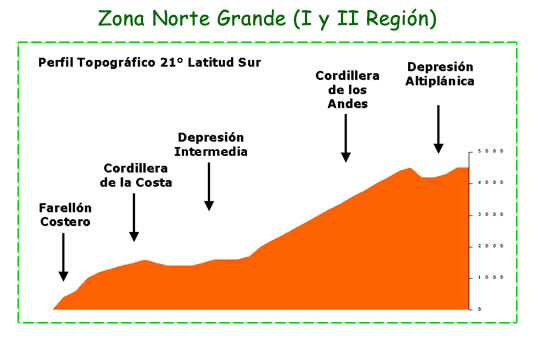 Zona Norte Grande (I y II Región)
Perfil Topográfico 21° Latitud Sur
Cordillera
de los
Andes
Depresión
Altiplánica
Depresión
Intermedia
Cordillera
de la Costa
Farellón
Costero
5000
4000
3000
2000
1000
0